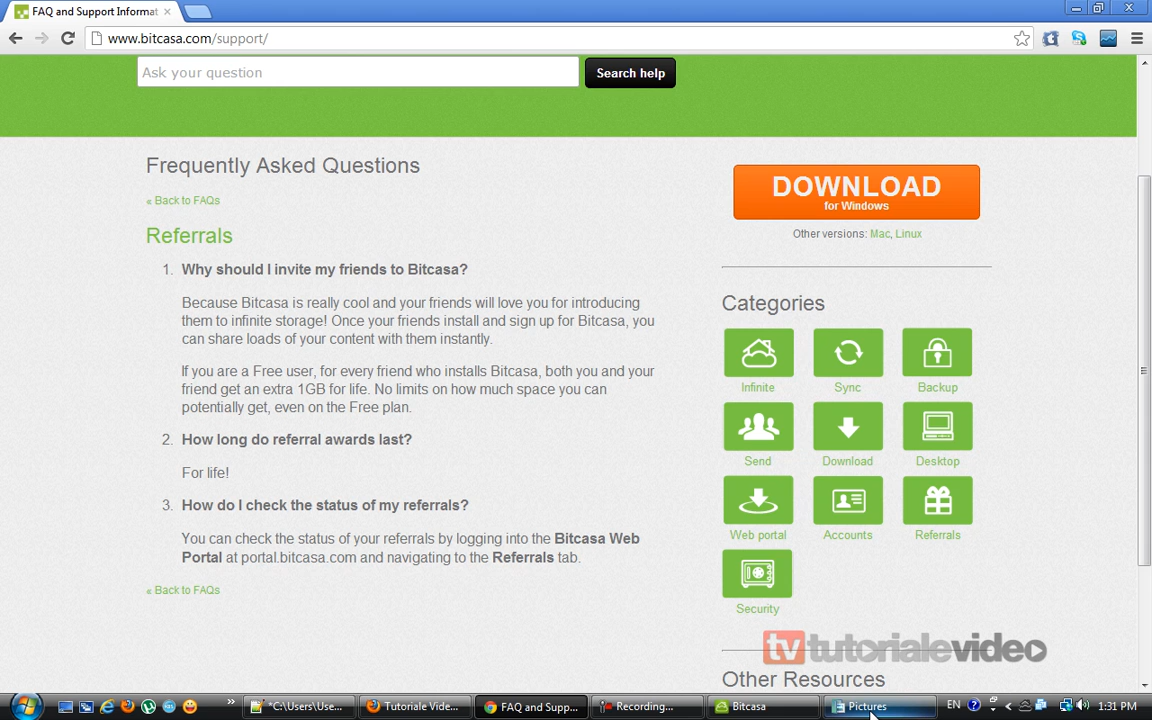 FAQ and Support Informat
www.bitcasa.com/support/
Ask your question
Search help
Frequently Asked Questions
« Back to FAQs
Referrals
1. Why should I invite my friends to Bitcasa?
Because Bitcasa is really cool and your friends will love you for introducing
them to infinite storage! Once your friends install and sign up for Bitcasa, you
can share loads of your content with them instantly.
If you are a Free user, for every friend who installs Bitcasa, both you and your
friend get an extra 1GB for life. No limits on how much space you can
potentially get, even on the Free plan.
2. How long do referral awards last?
For life!
3. How do I check the status of my referrals?
You can check the status of your referrals by logging into the Bitcasa Web
Portal at portal.bitcasa.com and navigating to the Referrals tab.
« Back to FAQs
DOWNLOAD
for Windows
Other versions: Mac, Linux
Categories
Infinite Sync Backup
Send Download Desktop
Web portal Accounts Referrals
Security
tv tutorialevideo
Other Resources
*C:\Users\Use... Tutoriale Vide... FAQ and Supp... Recording... Bitcasa Pictures EN 1:31 PM